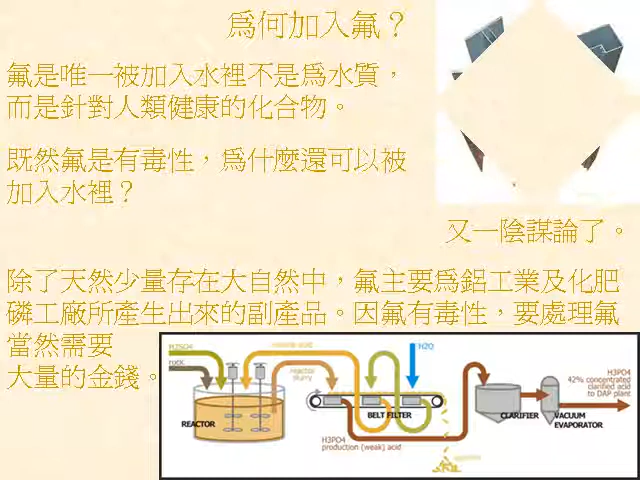 爲何加入氟？
氟是唯一被加入水裡不是爲水質，
而是針對人類健康的化合物。
既然氟是有毒性，爲什麼還可以被
加入水裡？
又一陰謀論了。
除了天然少量存在大自然中，氟主要爲鋁工業及化肥
磷工廠所產生出來的副產品。因氟有毒性，要處理氟
當然需要
大量的金錢。
H2SO4
H2O
reactor
slurry
REACTOR
BELT FILTER
H3PO4
production (weak) acid
CLARIFIER
VACUUM
EVAPORATOR
H3PO4
42% concentrated
clarified acid
to DAP plant